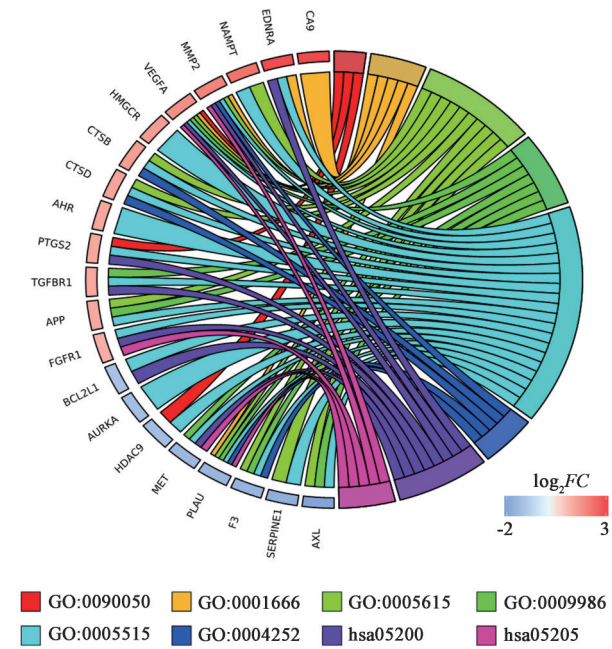 CA9
EDNRA
NAMPT
MMP2
VEGFA
HMGCR
CTSB
CTSD
AHR
PTGS2
TGFBR1
APP
FGFR1
BCL2L1
AURKA
HDAC9
MET
PLAU
F3
SERPINE1
AXL
log2FC
-2 3
GO:0090050 GO:0001666 GO:0005615 GO:0009986
GO:0005515 GO:0004252 hsa05200 hsa05205